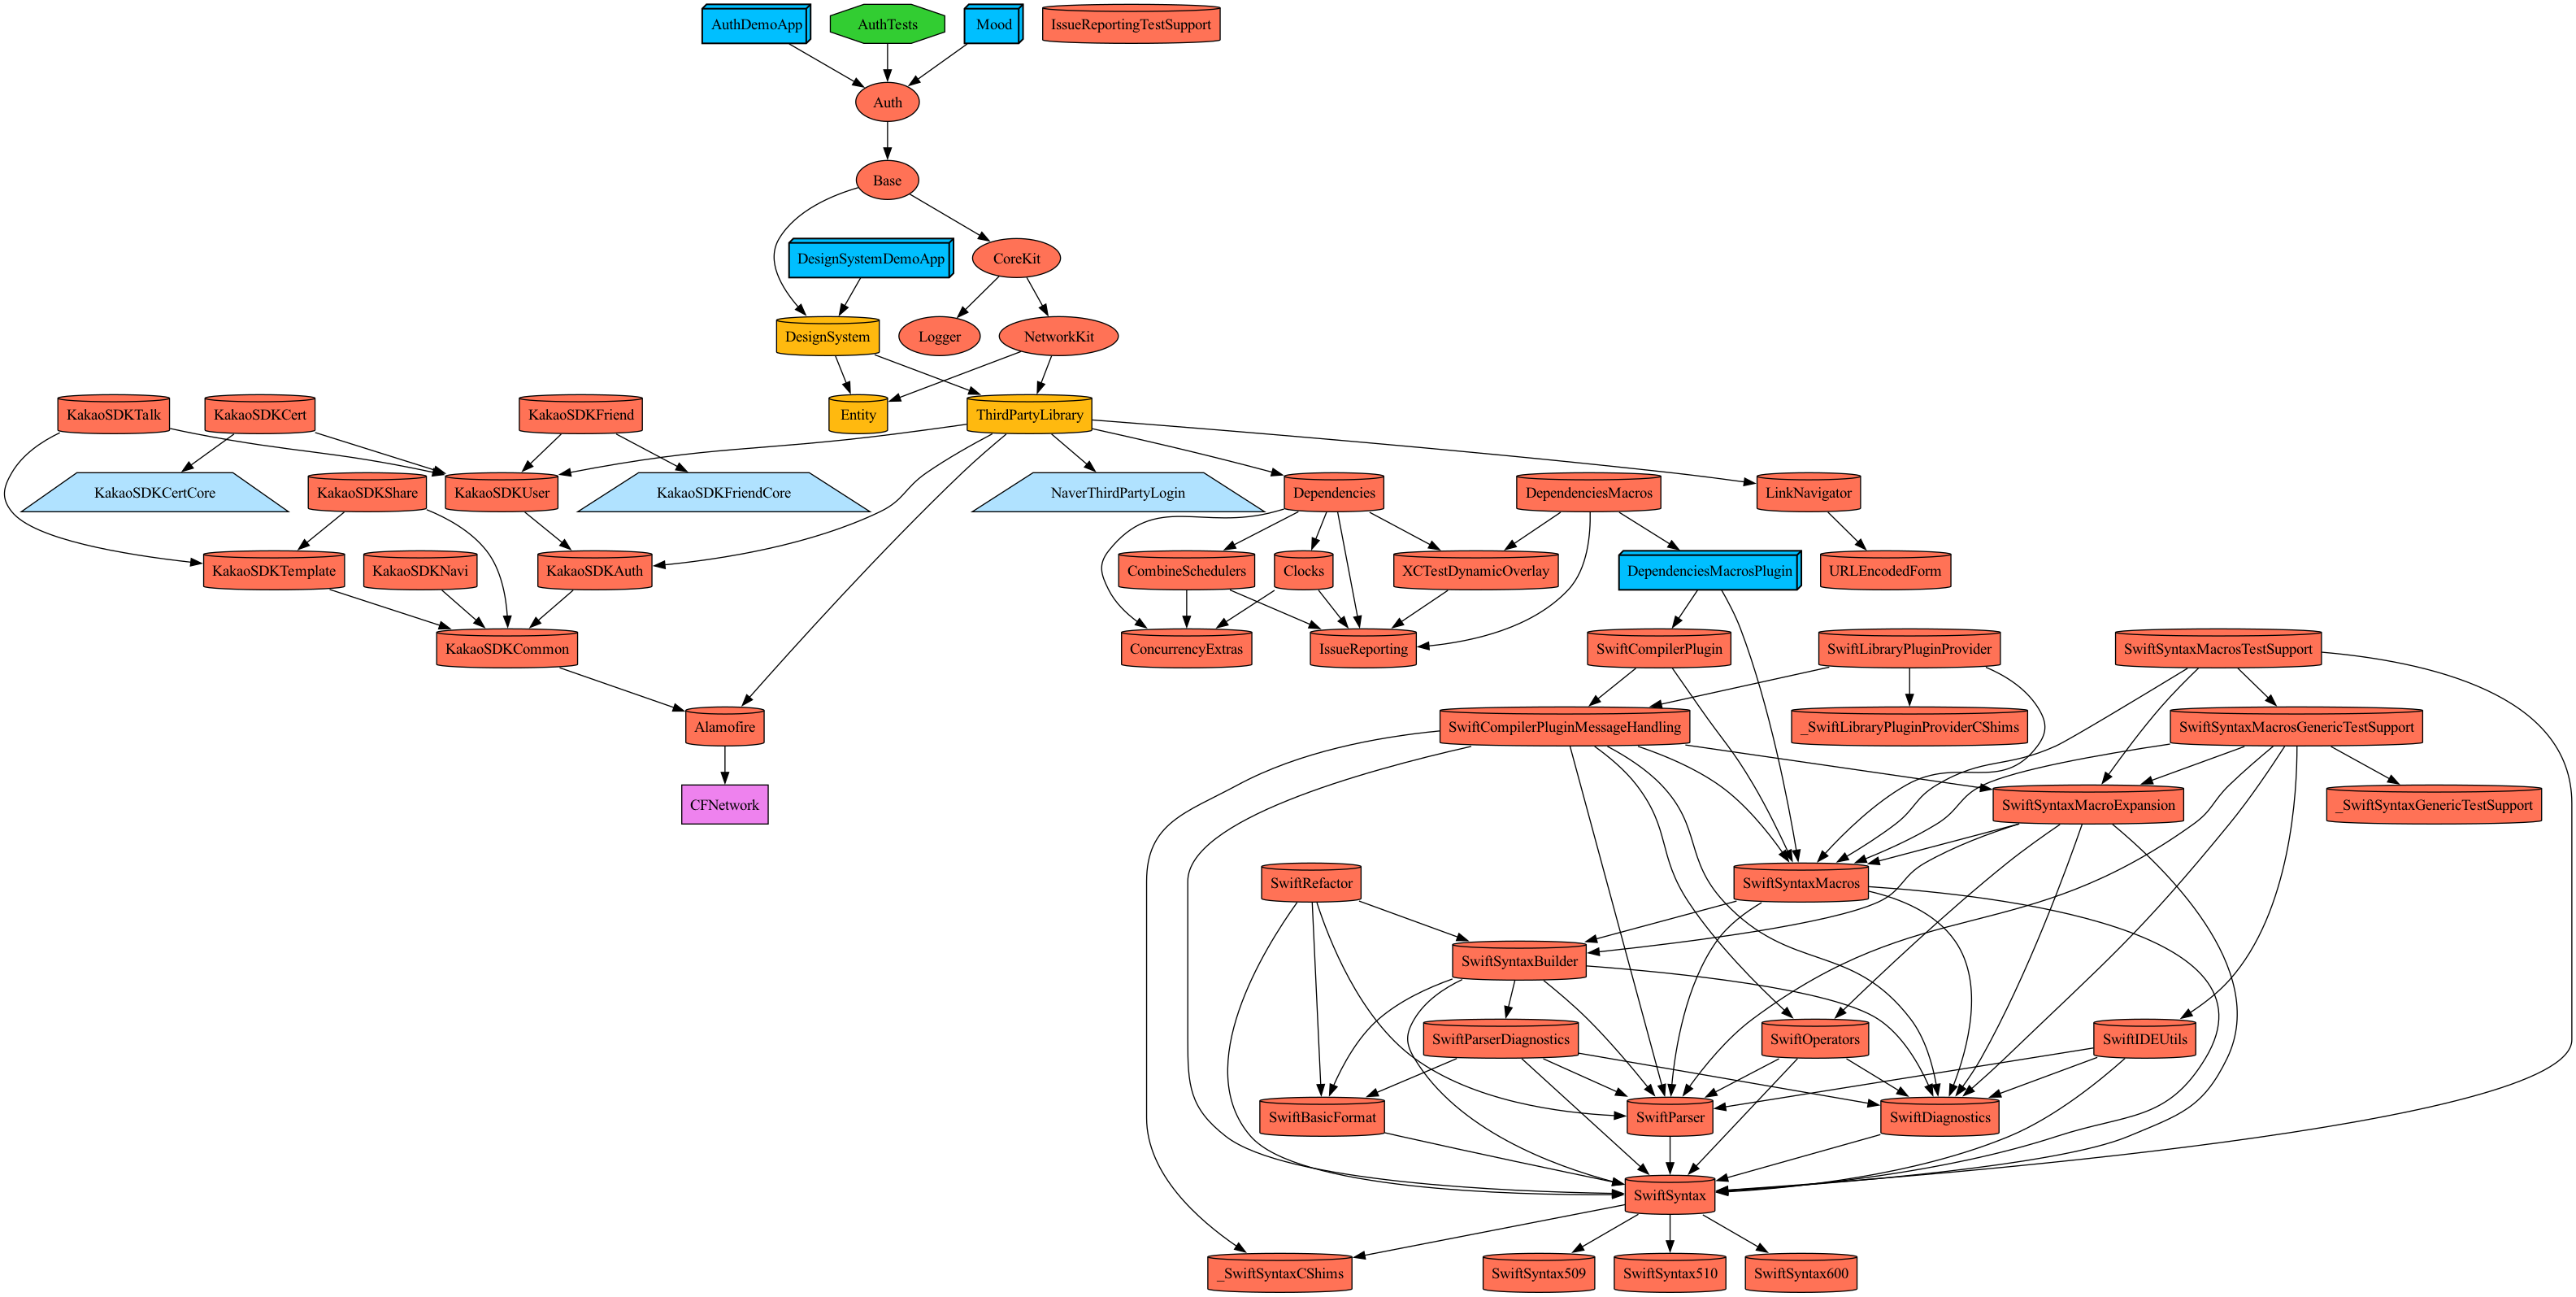 AuthDemoApp
AuthTests
Mood
IssueReportingTestSupport
Auth
Base
DesignSystemDemoApp
CoreKit
DesignSystem
Logger
NetworkKit
KakaoSDKTalk
KakaoSDKCert
KakaoSDKFriend
Entity
ThirdPartyLibrary
KakaoSDKCertCore
KakaoSDKShare
KakaoSDKUser
KakaoSDKFriendCore
NaverThirdPartyLogin
Dependencies
DependenciesMacros
LinkNavigator
KakaoSDKTemplate
KakaoSDKNavi
KakaoSDKAuth
CombineSchedulers
Clocks
XCTestDynamicOverlay
DependenciesMacrosPlugin
URLEncodedForm
KakaoSDKCommon
ConcurrencyExtras
IssueReporting
SwiftCompilerPlugin
SwiftLibraryPluginProvider
SwiftSyntaxMacrosTestSupport
Alamofire
SwiftCompilerPluginMessageHandling
_SwiftLibraryPluginProviderCShims
SwiftSyntaxMacrosGenericTestSupport
CFNetwork
SwiftSyntaxMacroExpansion
_SwiftSyntaxGenericTestSupport
SwiftRefactor
SwiftSyntaxMacros
SwiftSyntaxBuilder
SwiftParserDiagnostics
SwiftOperators
SwiftIDEUtils
SwiftBasicFormat
SwiftParser
SwiftDiagnostics
SwiftSyntax
_SwiftSyntaxCShims
SwiftSyntax509
SwiftSyntax510
SwiftSyntax600